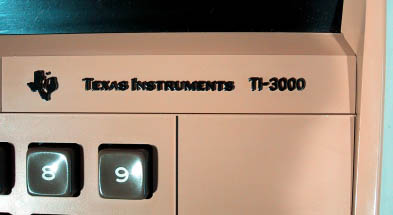 TEXAS INSTRUMENTS TI-3000
8 9